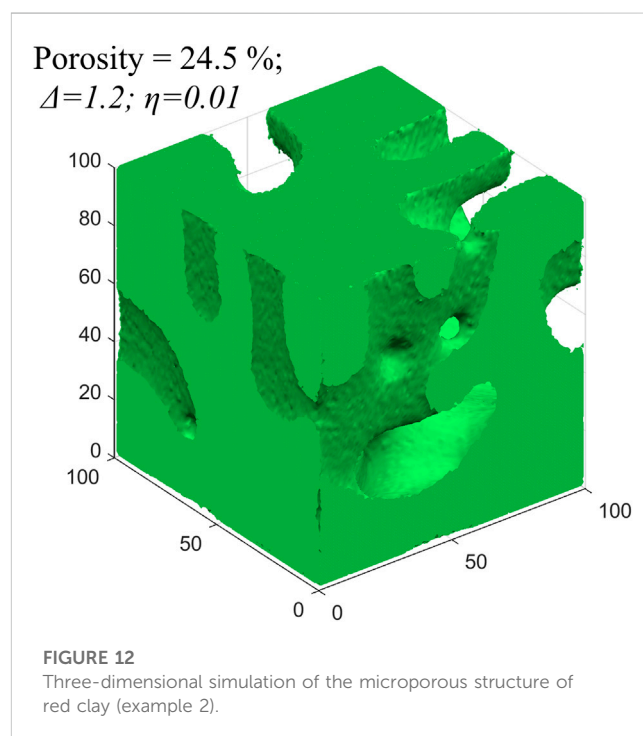 Porosity = 24.5 %;
Δ=1.2; η=0.01
100
80
60
40
20
0
100
50
0
0
50
100
FIGURE 12
Three-dimensional simulation of the microporous structure of
red clay (example 2).